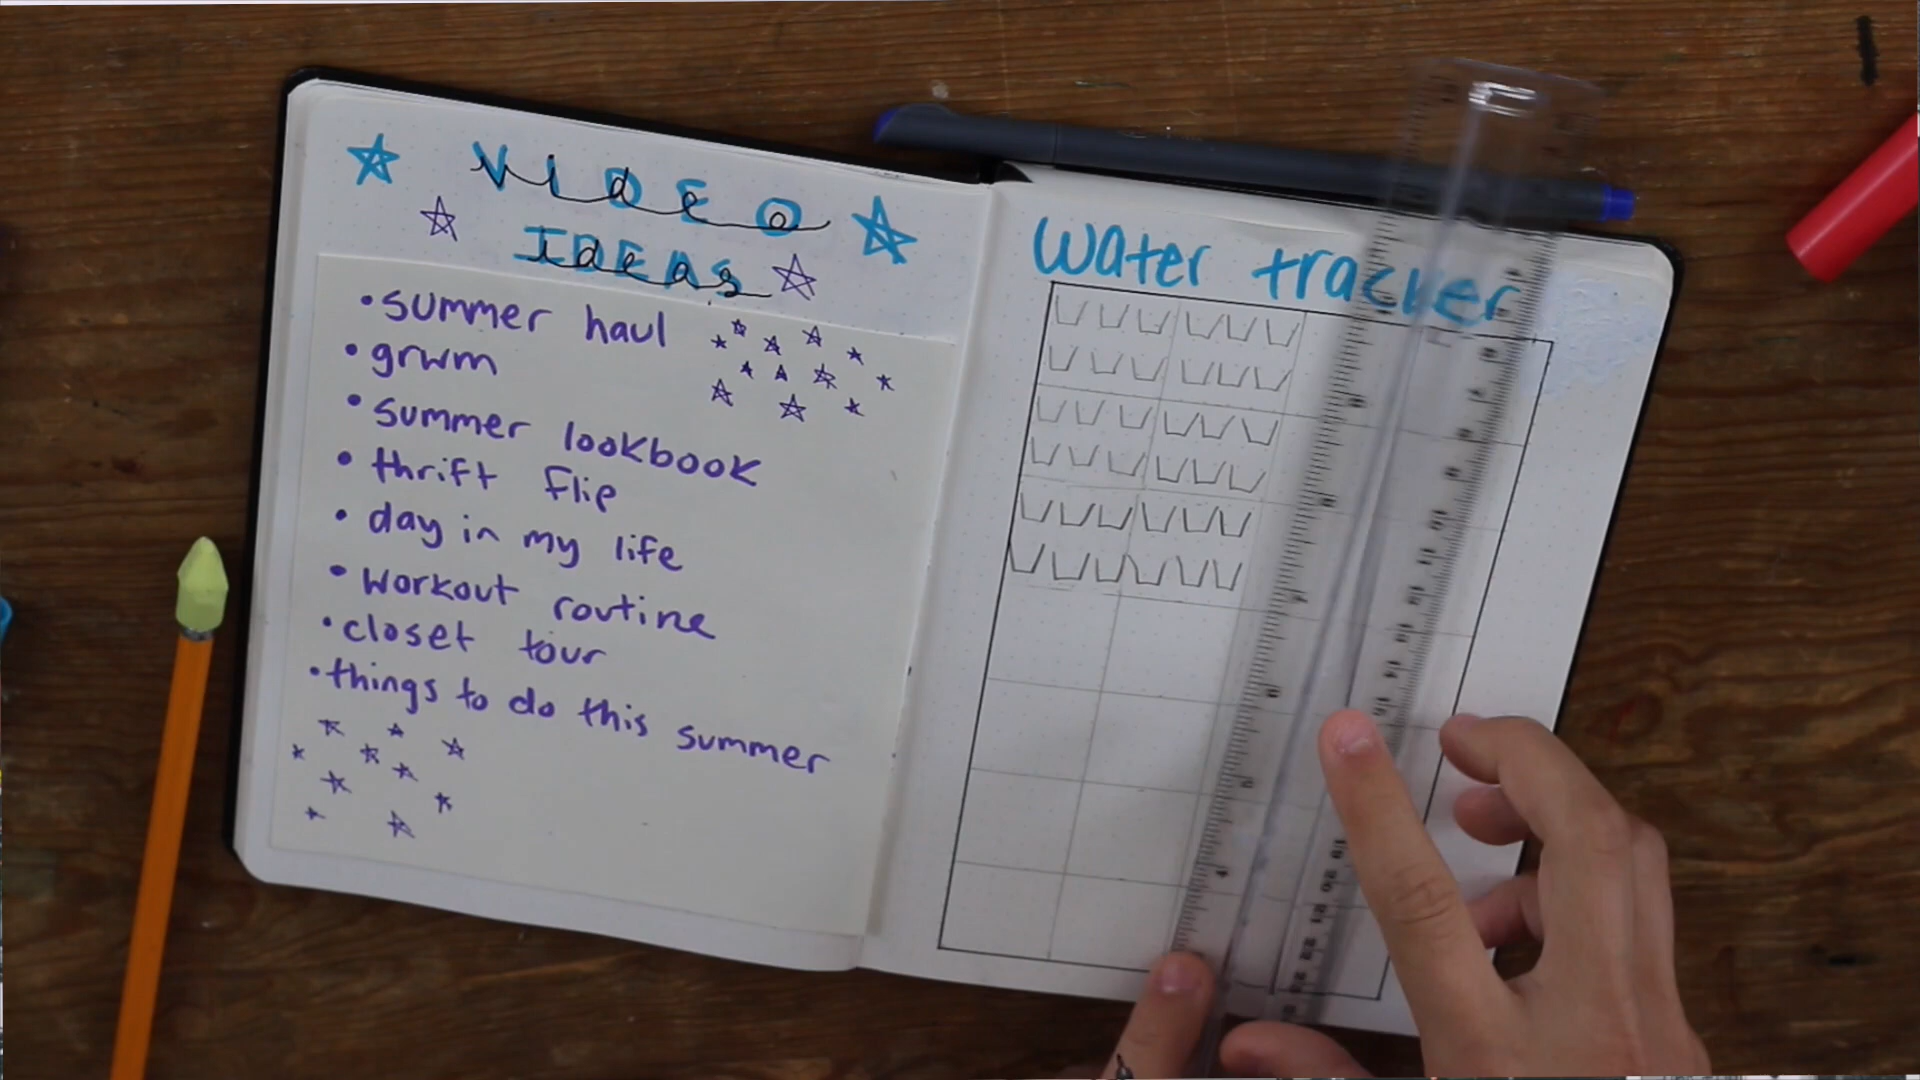 VIDEO
IDEAS
• summer haul
• grwm
• summer lookbook
• thrift flip
• day in my life
• workout routine
• closet tour
• things to do this summer
water tracker